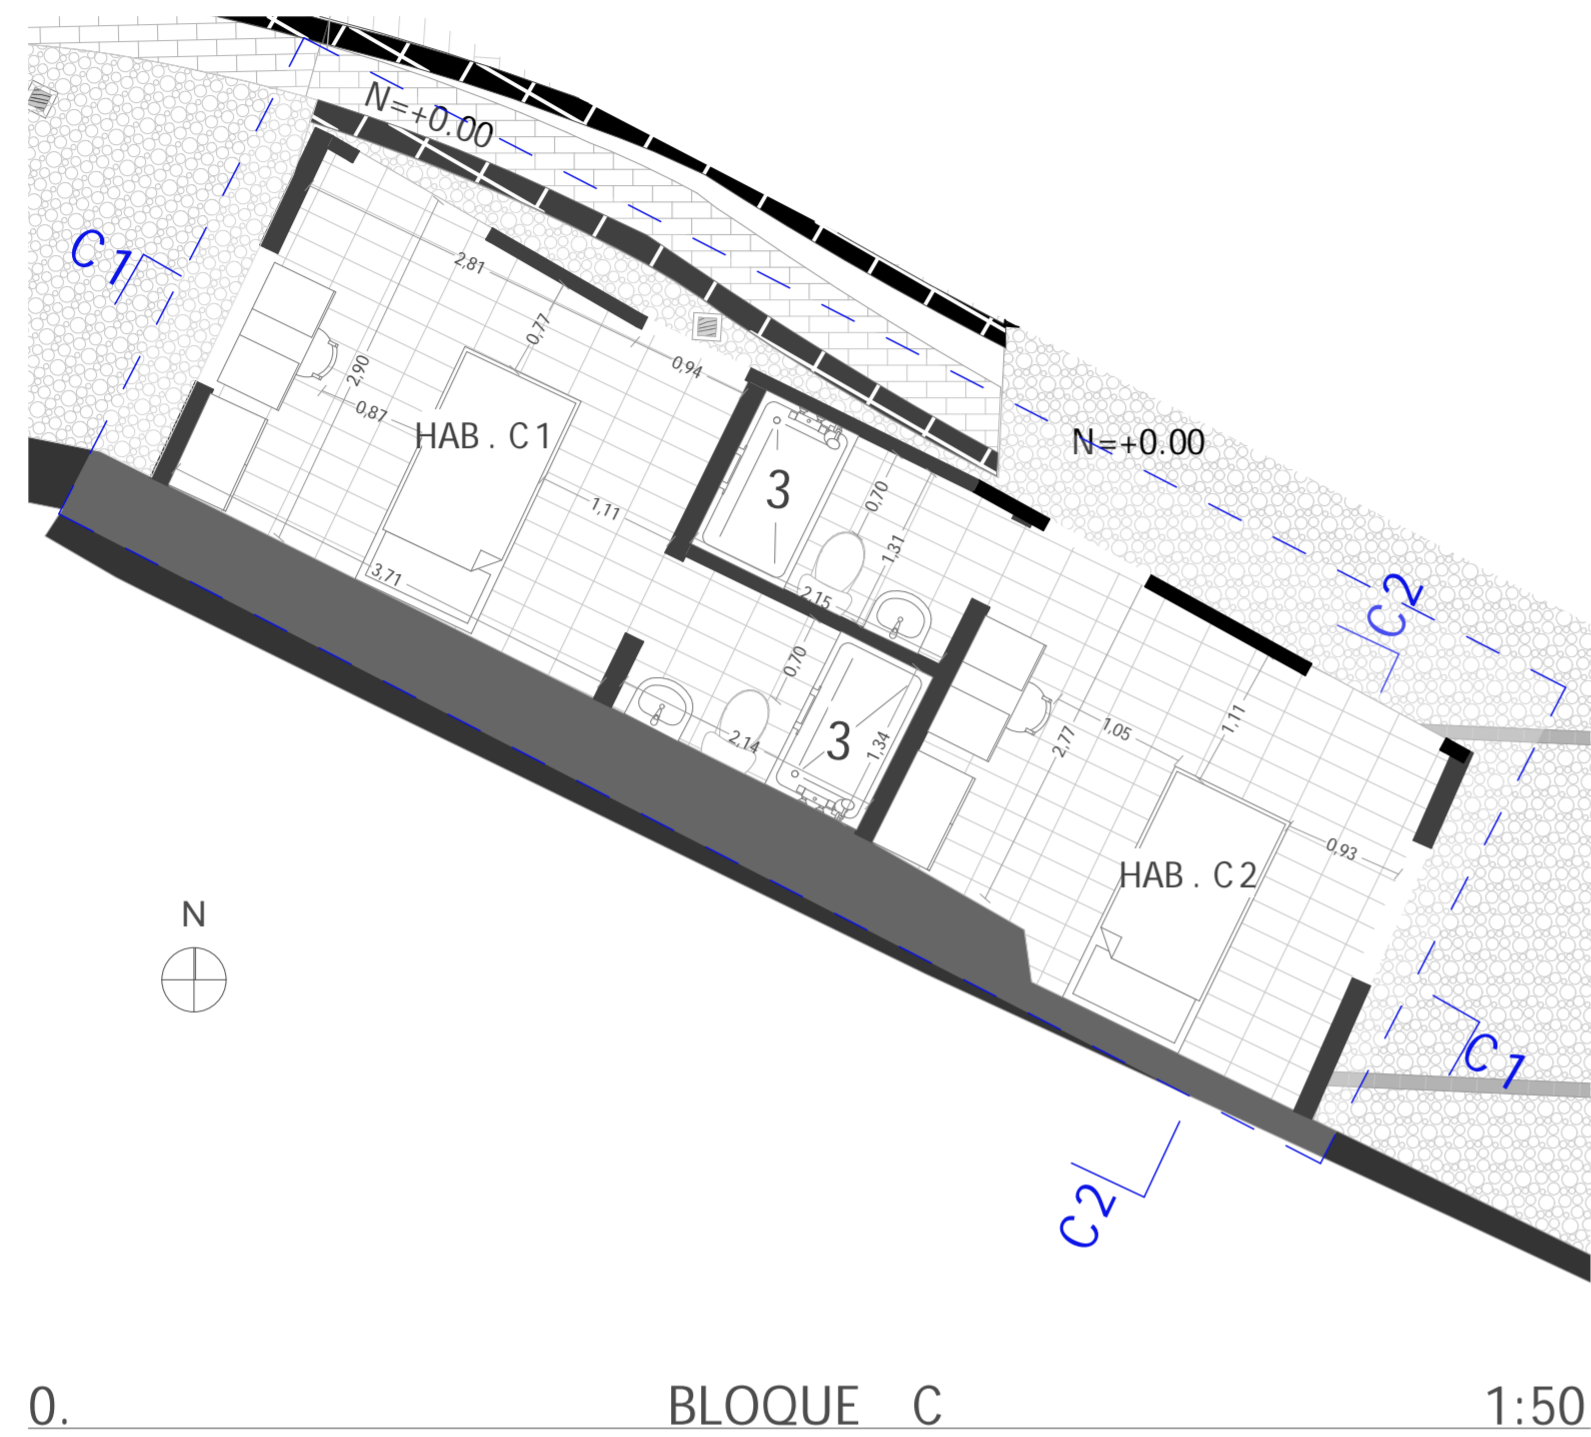 N=+0.00
C1
2,81
0,77
2,90
0,94
0,87
HAB. C1
N=+0.00
3
0,70
1,11
1,31
3,71
2,15
C2
0,70
2,14
3
1,34
1,05
1,11
2,77
0,93
HAB. C2
N
C1
C2
0. BLOQUE C 1:50